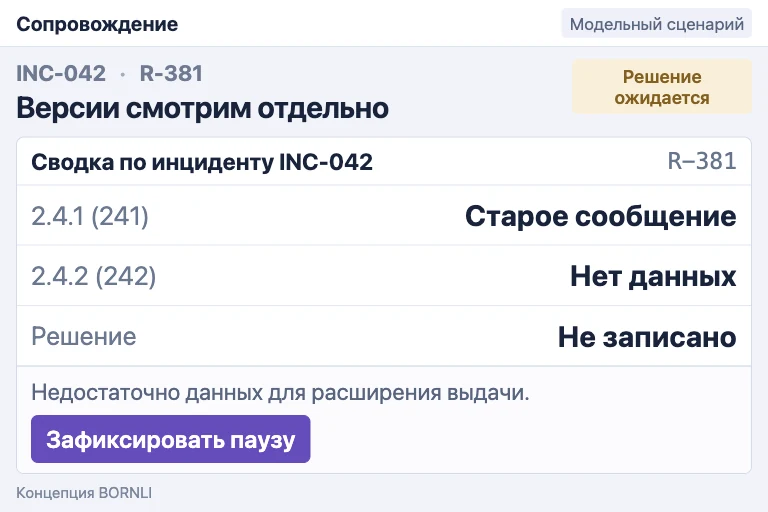 Сопровождение
Модельный сценарий
INC-042 · R-381
Версии смотрим отдельно
Решение
ожидается
Сводка по инциденту INC-042
R–381
2.4.1 (241)
Старое сообщение
2.4.2 (242)
Нет данных
Решение
Не записано
Недостаточно данных для расширения выдачи.
Зафиксировать паузу
Концепция BORNLI